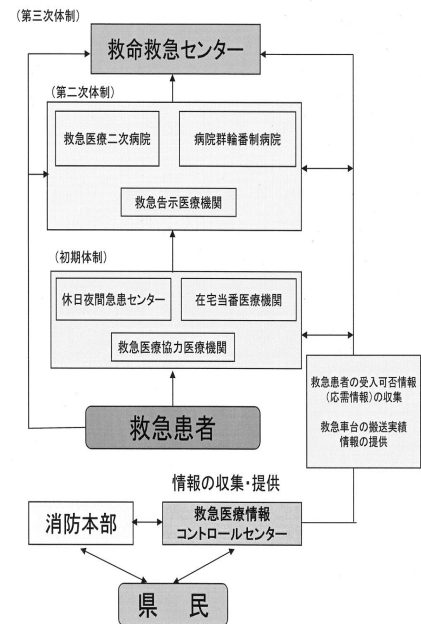 （第三次体制）
救命救急センター
（第二次体制）
救急医療二次病院
病院群輪番制病院
救急告示医療機関
（初期体制）
休日夜間急患センター
在宅当番医療機関
救急医療協力医療機関
救急患者の受入可否情報
（応需情報）の収集
救急車台の搬送実績
情報の提供
救急患者
情報の収集・提供
消防本部
救急医療情報
コントロールセンター
県　民